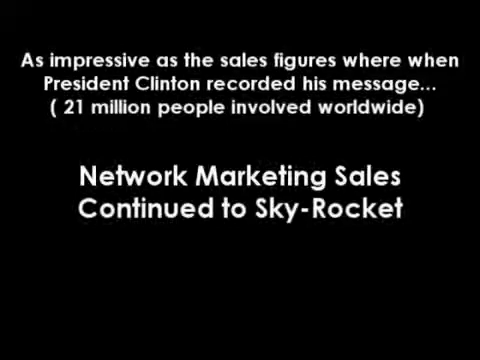 As impressive as the sales figures where when
President Clinton recorded his message...
( 21 million people involved worldwide)
Network Marketing Sales
Continued to Sky-Rocket